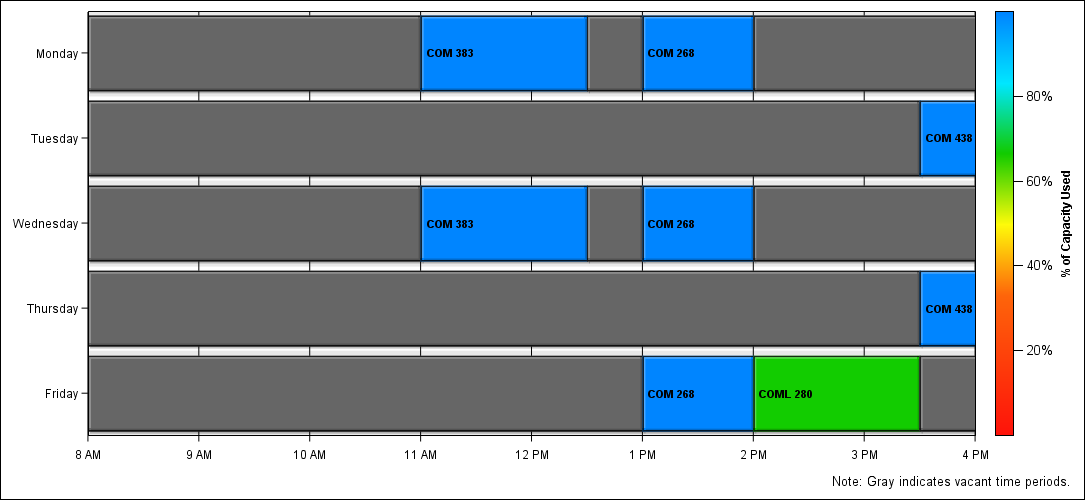 Monday
COM 383
COM 268
Tuesday
COM 438
Wednesday
COM 383
COM 268
Thursday
COM 438
Friday
COM 268
COML 280
8 AM
9 AM
10 AM
11 AM
12 PM
1 PM
2 PM
3 PM
4 PM
80%
60%
40%
20%
% of Capacity Used
Note: Gray indicates vacant time periods.